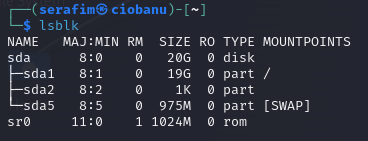 ┌──(serafim㉿ciobanu)-[~]
└─$ lsblk
NAME   MAJ:MIN RM  SIZE RO TYPE MOUNTPOINTS
sda      8:0    0   20G  0 disk
├─sda1   8:1    0   19G  0 part /
├─sda2   8:2    0    1K  0 part
└─sda5   8:5    0  975M  0 part [SWAP]
sr0     11:0    1 1024M  0 rom